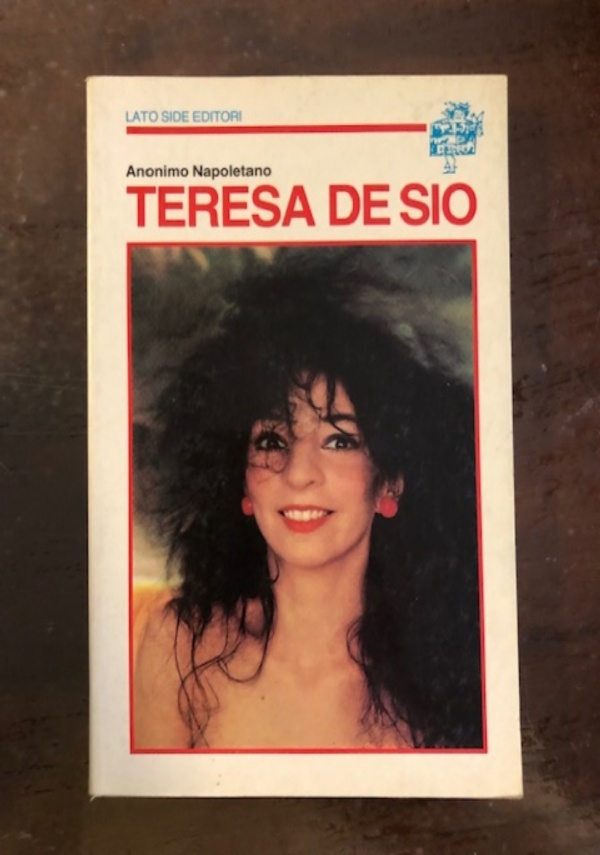 LATO SIDE EDITORI
Anonimo Napoletano
TERESA DE SIO